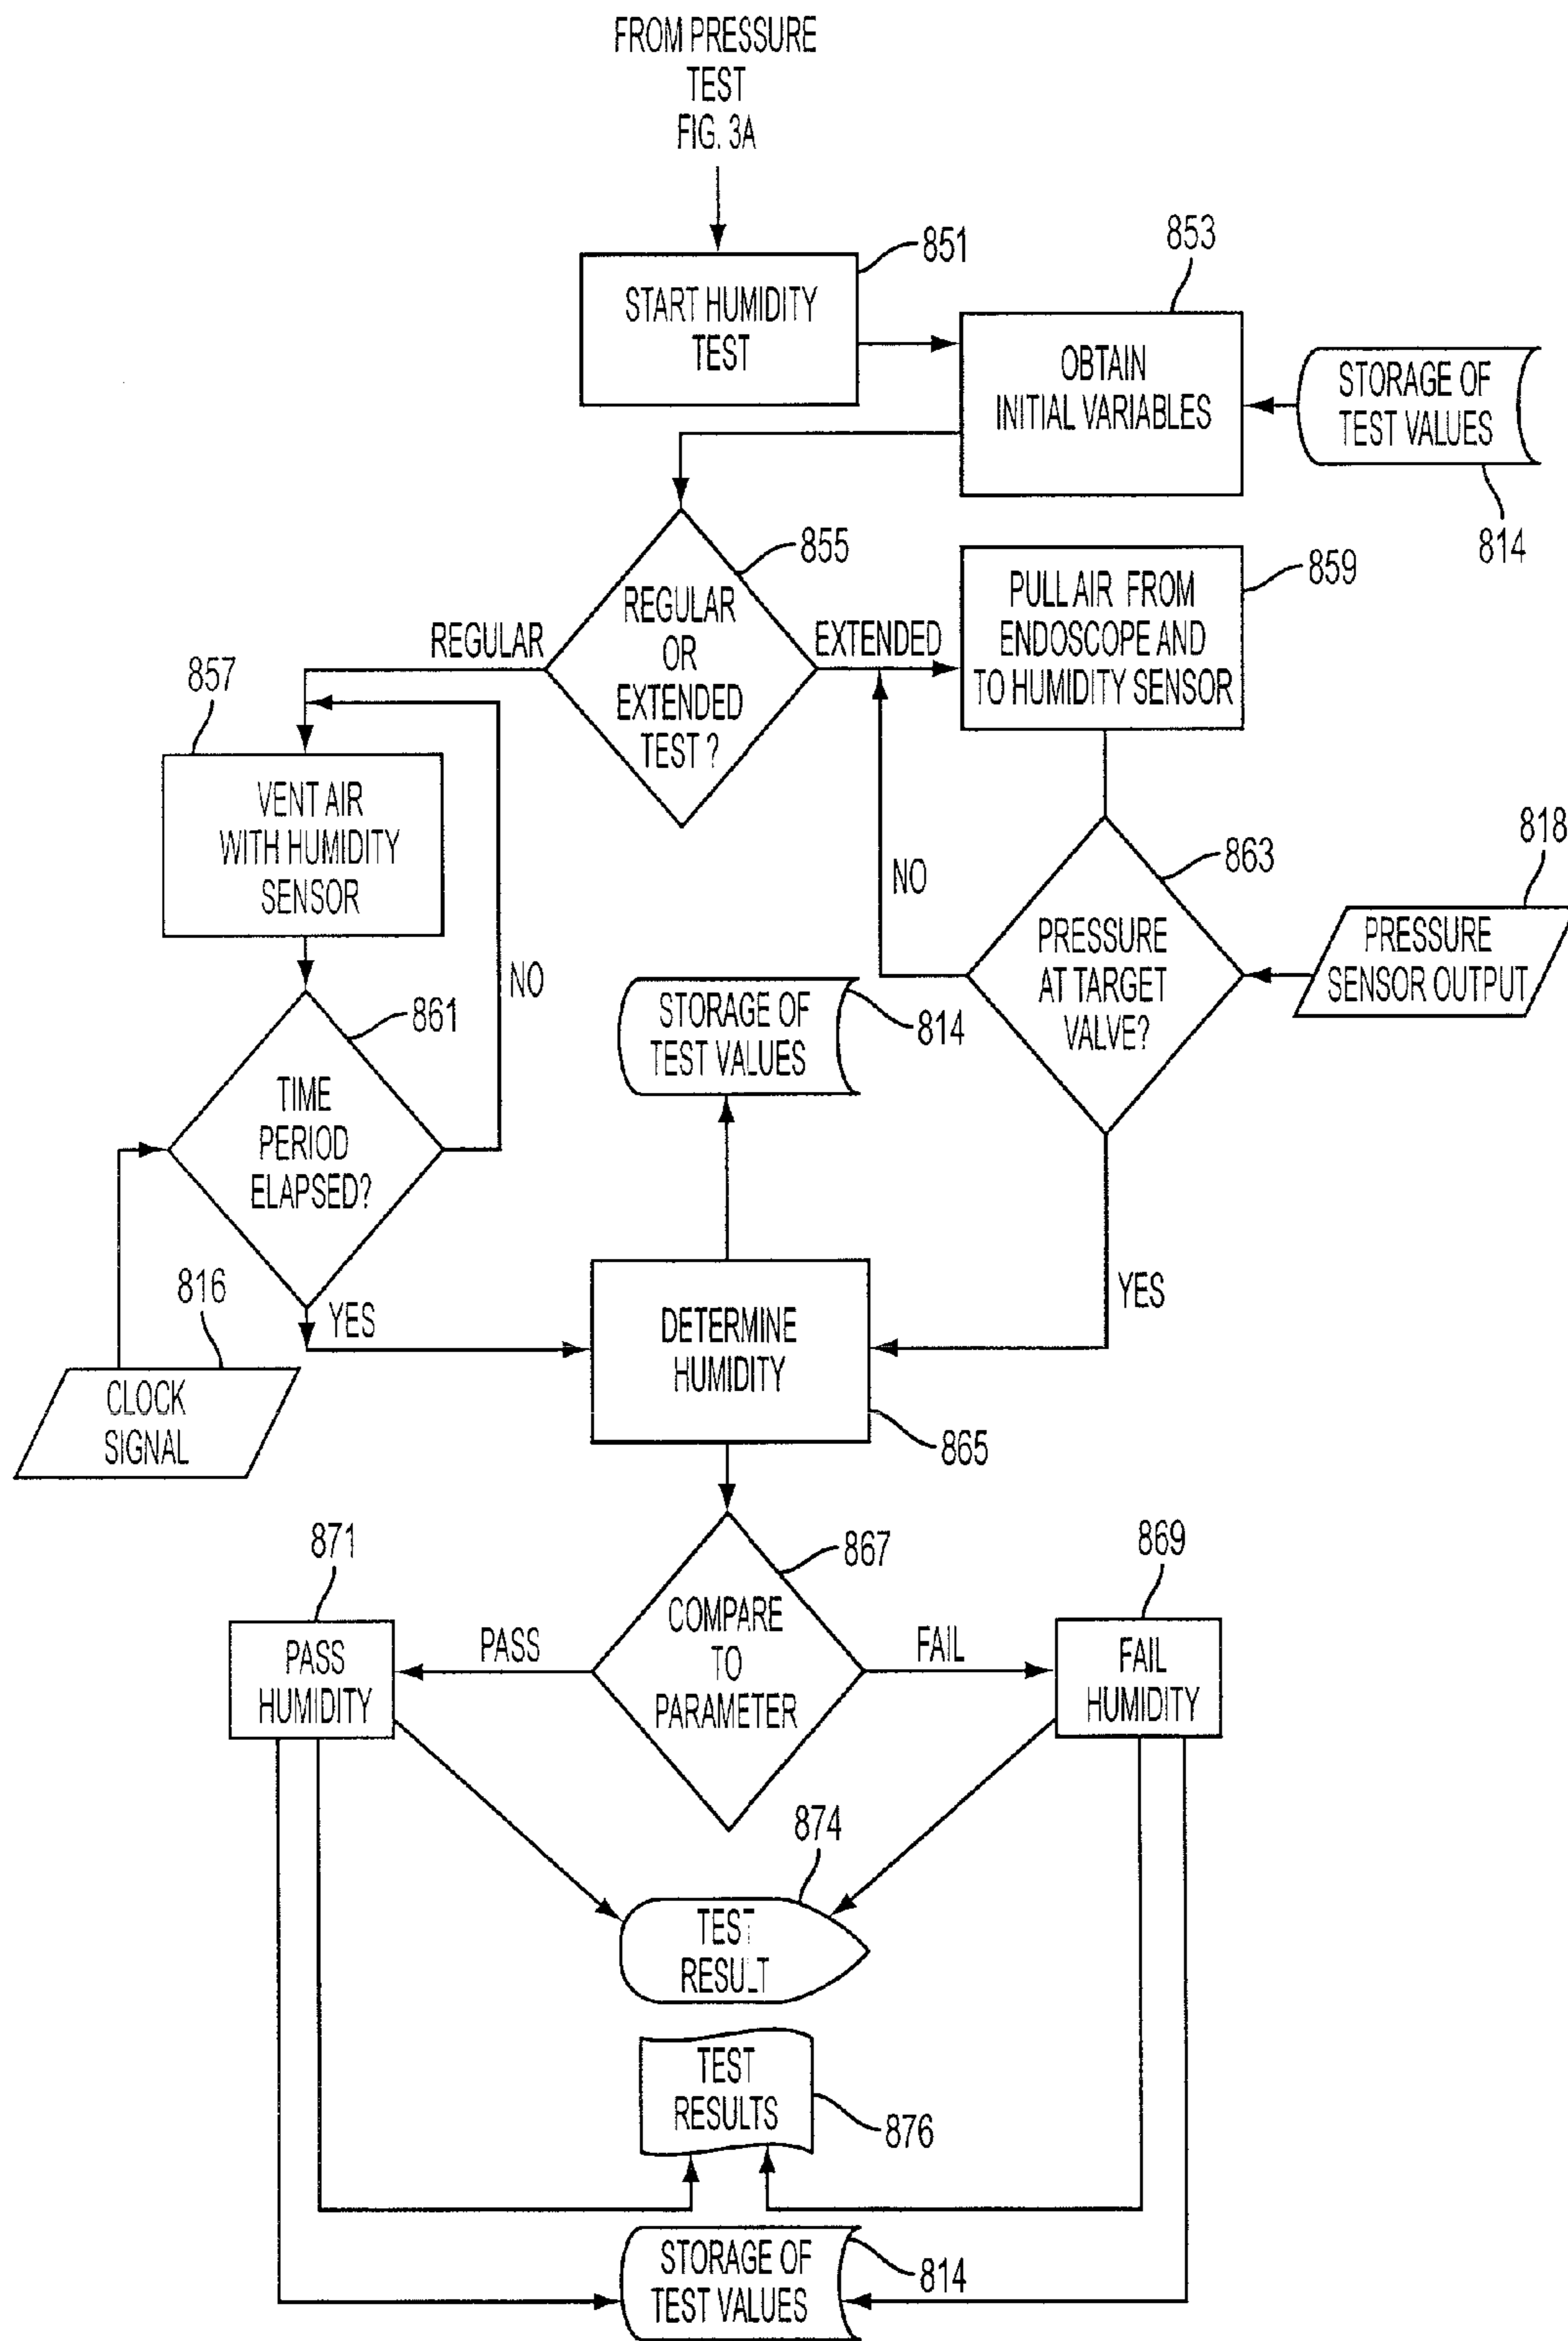 FROM PRESSURE
TEST
FIG. 3A
851
START HUMIDITY
TEST
853
OBTAIN
INITIAL VARIABLES
STORAGE OF
TEST VALUES
814
855
REGULAR
OR
EXTENDED
TEST ?
REGULAR
EXTENDED
859
PULL AIR FROM
ENDOSCOPE AND
TO HUMIDITY SENSOR
857
VENT AIR
WITH HUMIDITY
SENSOR
NO
NO
863
PRESSURE
AT TARGET
VALVE?
818
PRESSURE
SENSOR OUTPUT
861
TIME
PERIOD
ELAPSED?
STORAGE OF
TEST VALUES
814
816
CLOCK
SIGNAL
YES
YES
DETERMINE
HUMIDITY
865
867
COMPARE
TO
PARAMETER
871
PASS
HUMIDITY
PASS
FAIL
869
FAIL
HUMIDITY
874
TEST
RESULT
TEST
RESULTS
876
STORAGE OF
TEST VALUES
814